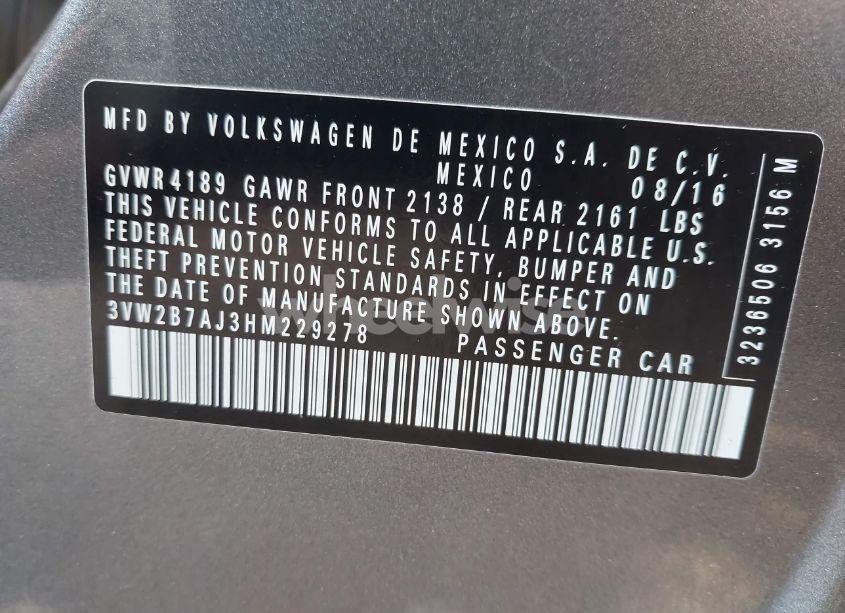 MFD BY VOLKSWAGEN DE MEXICO S.A. DE C.V.
MEXICO 08/16
GVWR4189 GAWR FRONT 2138 / REAR 2161 LBS
THIS VEHICLE CONFORMS TO ALL APPLICABLE U.S.
FEDERAL MOTOR VEHICLE SAFETY, BUMPER AND
THEFT PREVENTION STANDARDS IN EFFECT ON
THE DATE OF MANUFACTURE SHOWN ABOVE.
3VW2B7AJ3HM229278 PASSENGER CAR
3236506 3156 M
wheelwise